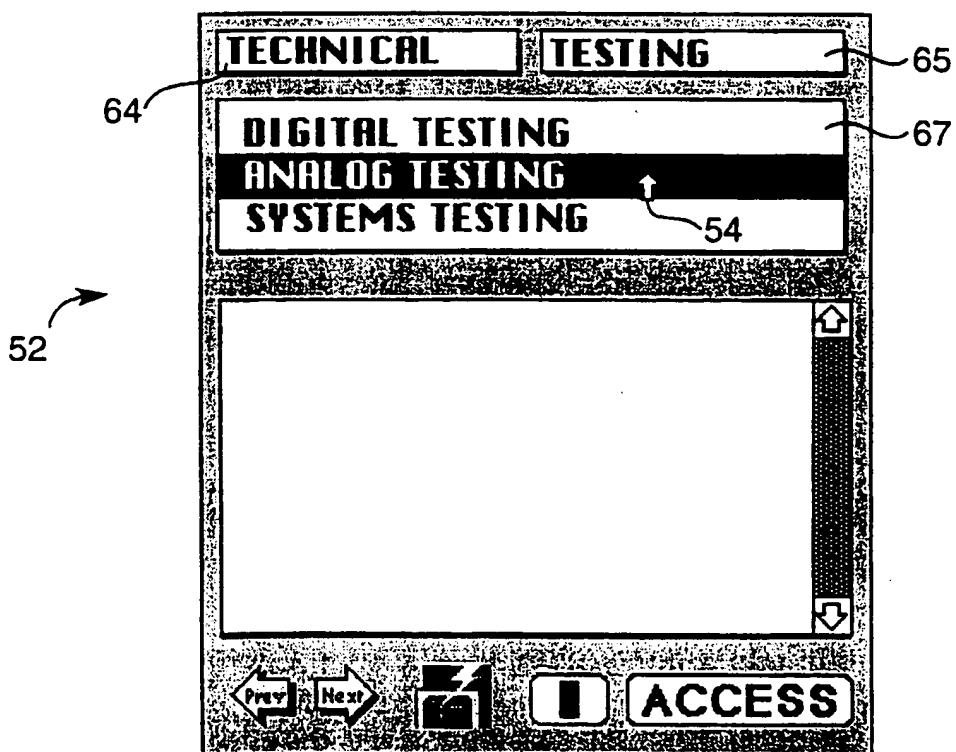 TECHNICAL TESTING 65
64
DIGITAL TESTING 67
ANALOG TESTING
SYSTEMS TESTING 54
52
Prev Next ACCESS